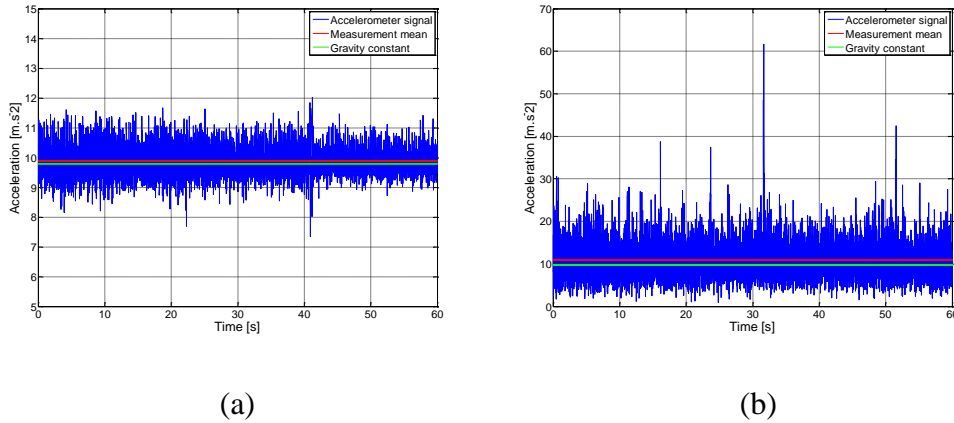 15
14
13
12
11
10
9
8
7
6
5
0
10
20
30
40
50
60
Time [s]
Acceleration [m.s^2]
Accelerometer signal
Measurement mean
Gravity constant
(a)
70
60
50
40
30
20
10
0
0
10
20
30
40
50
60
Time [s]
Acceleration [m.s^2]
Accelerometer signal
Measurement mean
Gravity constant
(b)